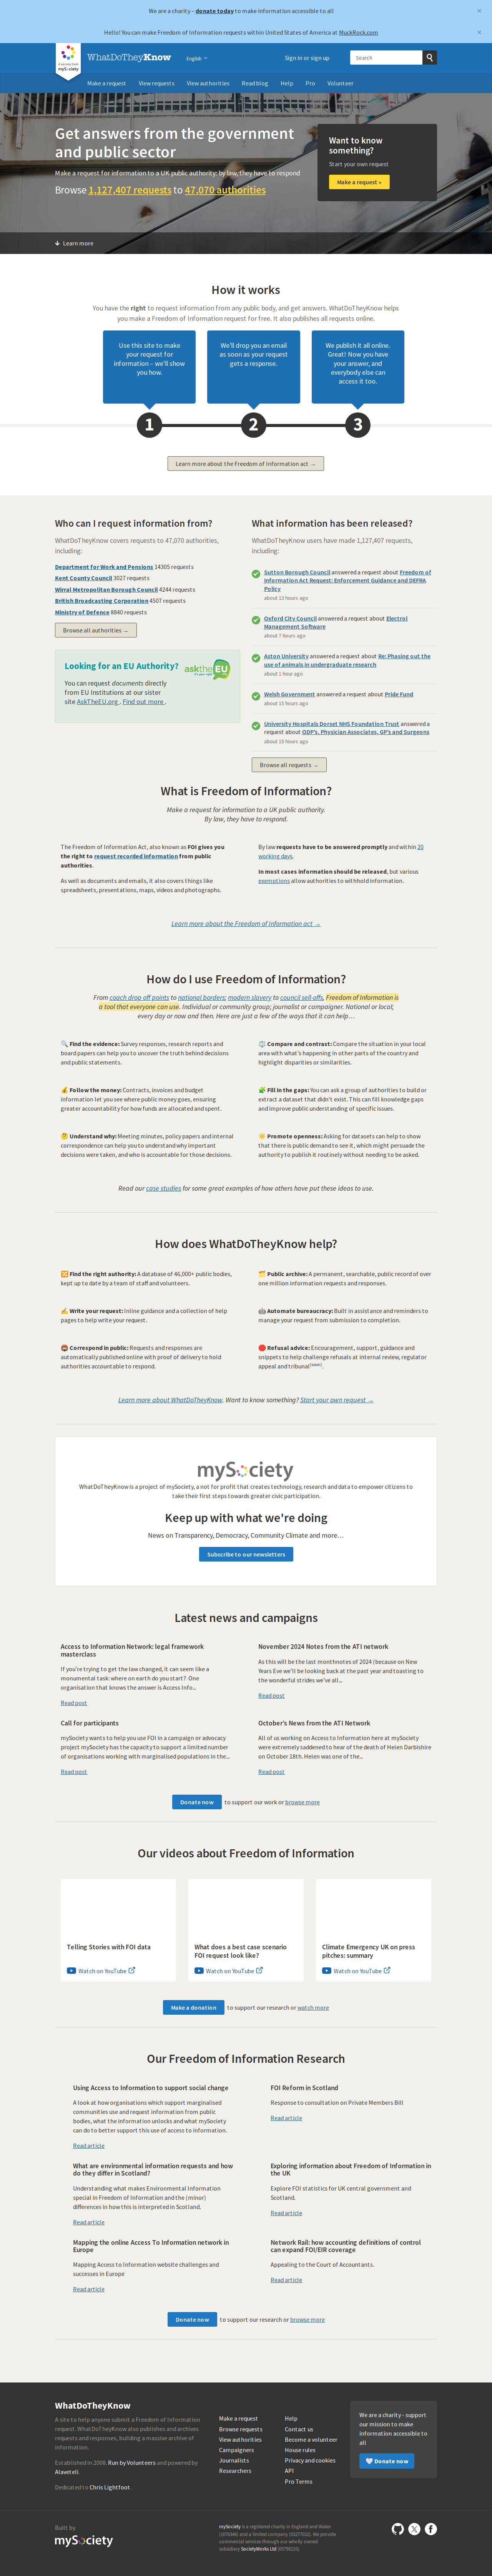 We are a charity – donate today to make information accessible to all
×
Hello! You can make Freedom of Information requests within United States of America at MuckRock.com
×
a service from
mySociety
WhatDoTheyKnow
English
Sign in or sign up
Search
Make a request
View requests
View authorities
Read blog
Help
Pro
Volunteer
Get answers from the government
and public sector
Make a request for information to a UK public authority: by law, they have to respond
Browse 1,127,407 requests to 47,070 authorities
Want to know
something?
Start your own request
Make a request »
Learn more
How it works
You have the right to request information from any public body, and get answers. WhatDoTheyKnow helps
you make a Freedom of Information request for free. It also publishes all requests online.
Use this site to make
your request for
information – we'll show
you how.
We'll drop you an email
as soon as your request
gets a response.
We publish it all online.
Great! Now you have
your answer, and
everybody else can
access it too.
1
2
3
Learn more about the Freedom of Information act →
Who can I request information from?
WhatDoTheyKnow covers requests to 47,070 authorities,
including:
Department for Work and Pensions 14305 requests
Kent County Council 3027 requests
Wirral Metropolitan Borough Council 4244 requests
British Broadcasting Corporation 4507 requests
Ministry of Defence 8840 requests
Browse all authorities →
Looking for an EU Authority?
You can request documents directly
from EU Institutions at our sister
site AskTheEU.org . Find out more .
asktheEU
it's your right
What information has been released?
WhatDoTheyKnow users have made 1,127,407 requests,
including:
Sutton Borough Council answered a request about Freedom of
Information Act Request: Enforcement Guidance and DEFRA
Policy
about 13 hours ago
Oxford City Council answered a request about Electrol
Management Software
about 7 hours ago
Aston University answered a request about Re: Phasing out the
use of animals in undergraduate research
about 1 hour ago
Welsh Government answered a request about Pride Fund
about 15 hours ago
University Hospitals Dorset NHS Foundation Trust answered a
request about ODP's, Physician Associates, GP's and Surgeons
about 15 hours ago
Browse all requests →
What is Freedom of Information?
Make a request for information to a UK public authority.
By law, they have to respond.
The Freedom of Information Act, also known as FOI gives you
the right to request recorded information from public
authorities.
As well as documents and emails, it also covers things like
spreadsheets, presentations, maps, videos and photographs.
By law requests have to be answered promptly and within 20
working days.
In most cases information should be released, but various
exemptions allow authorities to withhold information.
Learn more about the Freedom of Information act →
How do I use Freedom of Information?
From coach drop off points to national borders; modern slavery to council sell-offs, Freedom of Information is
a tool that everyone can use. Individual or community group; journalist or campaigner. National or local;
every day or now and then. Here are just a few of the ways that it can help…
🔍 Find the evidence: Survey responses, research reports and
board papers can help you to uncover the truth behind decisions
and public statements.
⚖️ Compare and contrast: Compare the situation in your local
area with what's happening in other parts of the country and
highlight disparities or similarities.
💰 Follow the money: Contracts, invoices and budget
information let you see where public money goes, ensuring
greater accountability for how funds are allocated and spent.
🧩 Fill in the gaps: You can ask a group of authorities to build or
extract a dataset that didn't exist. This can fill knowledge gaps
and improve public understanding of specific issues.
🤔 Understand why: Meeting minutes, policy papers and internal
correspondence can help you to understand why important
decisions were taken, and who is accountable for those decisions.
☀️ Promote openness: Asking for datasets can help to show
that there is public demand to see it, which might persuade the
authority to publish it routinely without needing to be asked.
Read our case studies for some great examples of how others have put these ideas to use.
How does WhatDoTheyKnow help?
🔀 Find the right authority: A database of 46,000+ public bodies,
kept up to date by a team of staff and volunteers.
🗂️ Public archive: A permanent, searchable, public record of over
one million information requests and responses.
✍️ Write your request: Inline guidance and a collection of help
pages to help write your request.
🤖 Automate bureaucracy: Built in assistance and reminders to
manage your request from submission to completion.
📮 Correspond in public: Requests and responses are
automatically published online with proof of delivery to hold
authorities accountable to respond.
🛑 Refusal advice: Encouragement, support, guidance and
snippets to help challenge refusals at internal review, regulator
appeal and tribunal(soon).
Learn more about WhatDoTheyKnow. Want to know something? Start your own request →
mySociety
WhatDoTheyKnow is a project of mySociety, a not for profit that creates technology, research and data to empower citizens to
take their first steps towards greater civic participation.
Keep up with what we're doing
News on Transparency, Democracy, Community Climate and more…
Subscribe to our newsletters
Latest news and campaigns
Access to Information Network: legal framework
masterclass
If you're trying to get the law changed, it can seem like a
monumental task: where on earth do you start? One
organisation that knows the answer is Access Info...
Read post
November 2024 Notes from the ATI network
As this will be the last monthnotes of 2024 (because on New
Years Eve we'll be looking back at the past year and toasting to
the wonderful strides we've all...
Read post
Call for participants
mySociety wants to help you use FOI in a campaign or advocacy
project mySociety has the capacity to support a limited number
of organisations working with marginalised populations in the...
Read post
October's News from the ATI Network
All of us working on Access to Information here at mySociety
were extremely saddened to hear of the death of Helen Darbishire
on October 18th. Helen was one of the...
Read post
Donate now to support our work or browse more
Our videos about Freedom of Information
Telling Stories with FOI data
Watch on YouTube
What does a best case scenario
FOI request look like?
Watch on YouTube
Climate Emergency UK on press
pitches: summary
Watch on YouTube
Make a donation to support our research or watch more
Our Freedom of Information Research
Using Access to Information to support social change
A look at how organisations which support marginalised
communities use and request information from public
bodies, what the information unlocks and what mySociety
can do to better support this use of access to information.
Read article
FOI Reform in Scotland
Response to consultation on Private Members Bill
Read article
What are environmental information requests and how
do they differ in Scotland?
Understanding what makes Environmental Information
special in Freedom of Information and the (minor)
differences in how this is interpreted in Scotland.
Read article
Exploring information about Freedom of Information in
the UK
Explore FOI statistics for UK central government and
Scotland.
Read article
Mapping the online Access To Information network in
Europe
Mapping Access to Information website challenges and
successes in Europe
Read article
Network Rail: how accounting definitions of control
can expand FOI/EIR coverage
Appealing to the Court of Accountants.
Read article
Donate now to support our research or browse more
WhatDoTheyKnow
A site to help anyone submit a Freedom of Information
request. WhatDoTheyKnow also publishes and archives
requests and responses, building a massive archive of
information.
Established in 2008. Run by Volunteers and powered by
Alaveteli.
Dedicated to Chris Lightfoot.
Make a request
Browse requests
View authorities
Campaigners
Journalists
Researchers
Help
Contact us
Become a volunteer
House rules
Privacy and cookies
API
Pro Terms
We are a charity - support
our mission to make
information accessible to
all
🤍 Donate now
Built by
mySociety
mySociety is a registered charity in England and Wales
(1076346) and a limited company (03277032). We provide
commercial services through our wholly owned
subsidiary SocietyWorks Ltd (05798215).